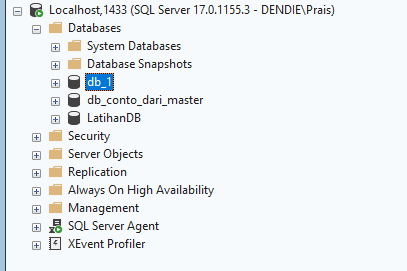 Localhost,1433 (SQL Server 17.0.1155.3 - DENDIE\Prais)
Databases
System Databases
Database Snapshots
db_1
db_conto_dari_master
LatihanDB
Security
Server Objects
Replication
Always On High Availability
Management
SQL Server Agent
XEvent Profiler